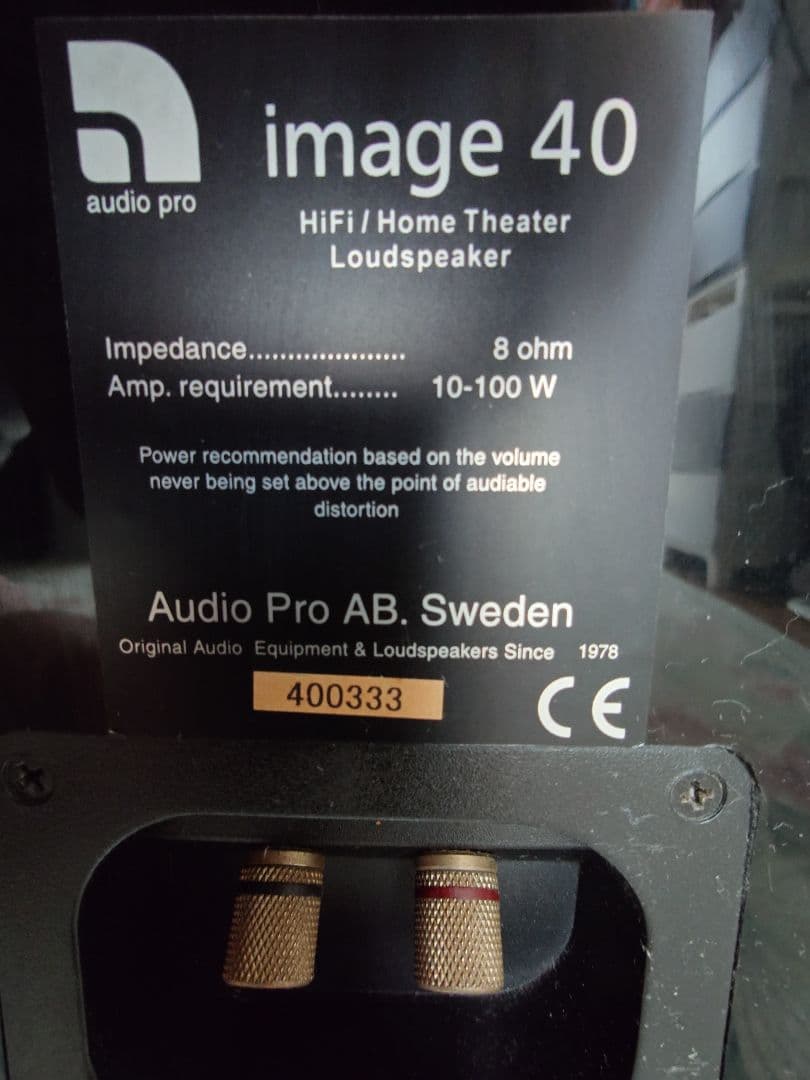 audio pro
image 40
HiFi / Home Theater
Loudspeaker
Impedance..................... 8 ohm
Amp. requirement........ 10-100 W
Power recommendation based on the volume
never being set above the point of audiable
distortion
Audio Pro AB. Sweden
Original Audio Equipment & Loudspeakers Since 1978
400333
CE